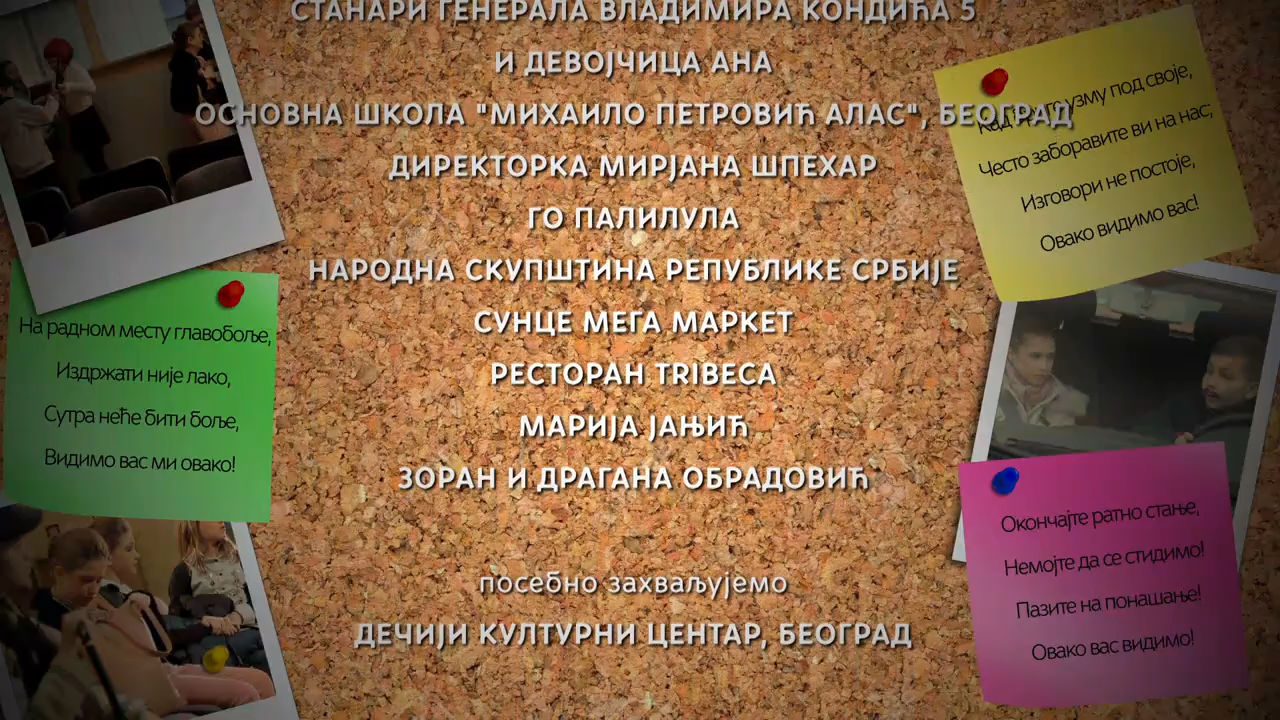 СТАНАРИ ГЕНЕРАЛА ВЛАДИМИРА КОНДИЋА 5
И ДЕВОЈЧИЦА АНА
ОСНОВНА ШКОЛА "МИХАИЛО ПЕТРОВИЋ АЛАС", БЕОГРАД
ДИРЕКТОРКА МИРЈАНА ШПЕХАР
ГО ПАЛИЛУЛА
НАРОДНА СКУПШТИНА РЕПУБЛИКЕ СРБИЈЕ
СУНЦЕ МЕГА МАРКЕТ
РЕСТОРАН TRIBECA
МАРИЈА ЈАЊИЋ
ЗОРАН И ДРАГАНА ОБРАДОВИЋ
посебно захваљујемо
ДЕЧИЈИ КУЛТУРНИ ЦЕНТАР, БЕОГРАД
На радном месту главобоље,
Издржати није лако,
Сутра неће бити боље,
Видимо вас ми овако!
узму под своје,
Често заборавите ви на нас;
Изговори не постоје,
Овако видимо вас!
Окончајте ратно стање,
Немојте да се стидимо!
Пазите на понашање!
Овако вас видимо!